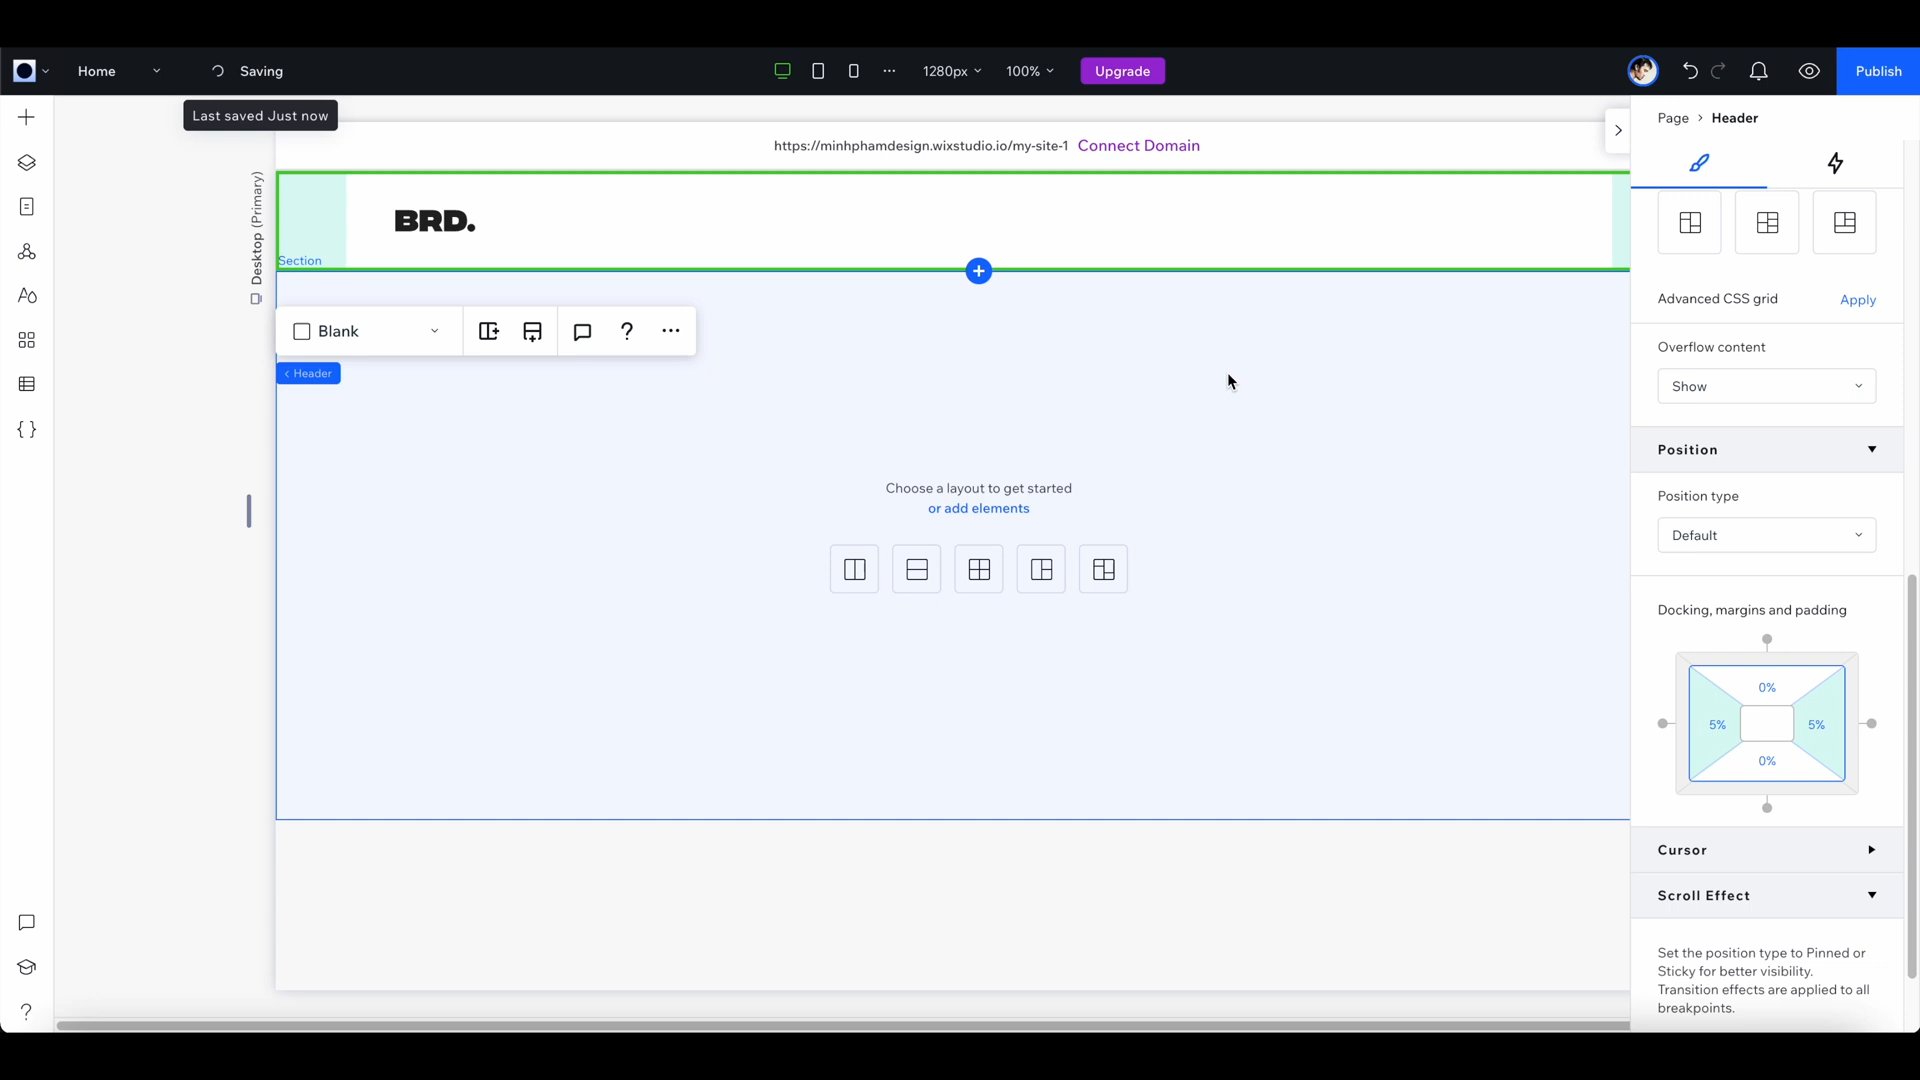 Home
Saving
1280px
100%
Upgrade
Publish
Last saved Just now
https://minhphamdesign.wixstudio.io/my-site-1 Connect Domain
Page > Header
Desktop (Primary)
BRD.
Section
Blank
?
< Header
Choose a layout to get started
or add elements
Advanced CSS grid
Apply
Overflow content
Show
Position
Position type
Default
Docking, margins and padding
0%
5%
5%
0%
Cursor
Scroll Effect
Set the position type to Pinned or
Sticky for better visibility.
Transition effects are applied to all
breakpoints.
?